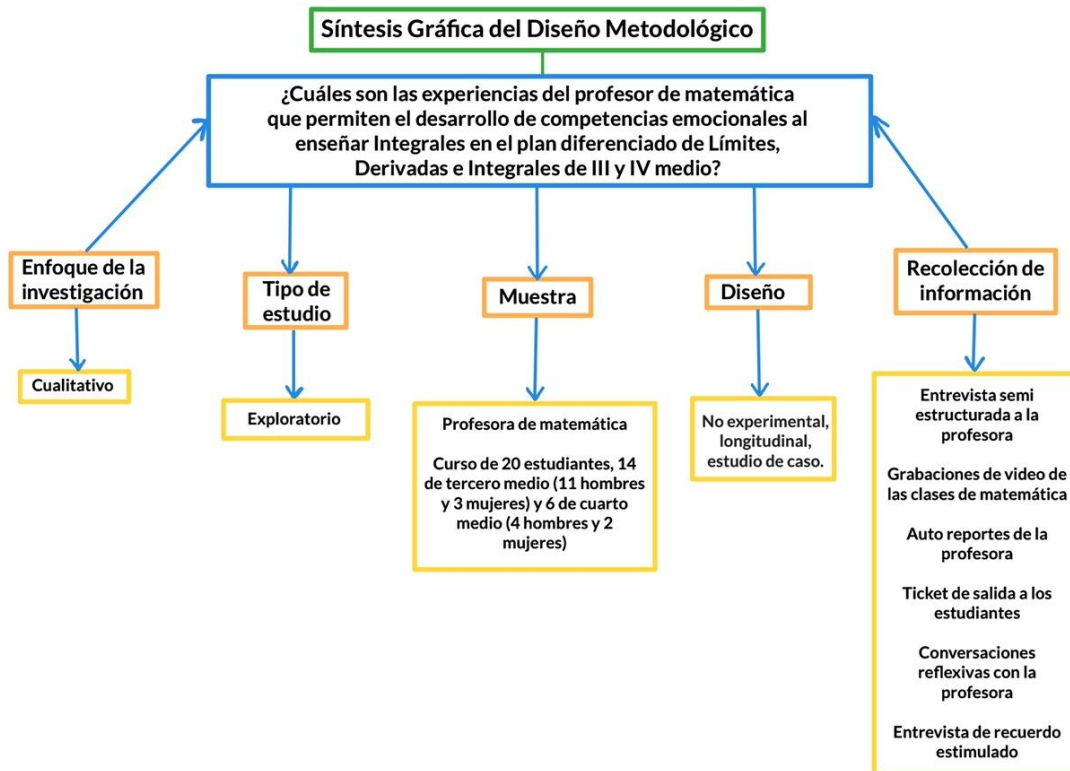 Síntesis Gráfica del Diseño Metodológico
¿Cuáles son las experiencias del profesor de matemática
que permiten el desarrollo de competencias emocionales al
enseñar Integrales en el plan diferenciado de Límites,
Derivadas e Integrales de III y IV medio?
Enfoque de la
investigación
Cualitativo
Tipo de
estudio
Exploratorio
Muestra
Profesora de matemática
Curso de 20 estudiantes, 14
de tercero medio (11 hombres
y 3 mujeres) y 6 de cuarto
medio (4 hombres y 2
mujeres)
Diseño
No experimental,
longitudinal,
estudio de caso.
Recolección de
información
Entrevista semi
estructurada a la
profesora
Grabaciones de video de
las clases de matemática
Auto reportes de la
profesora
Ticket de salida a los
estudiantes
Conversaciones
reflexivas con la
profesora
Entrevista de recuerdo
estimulado